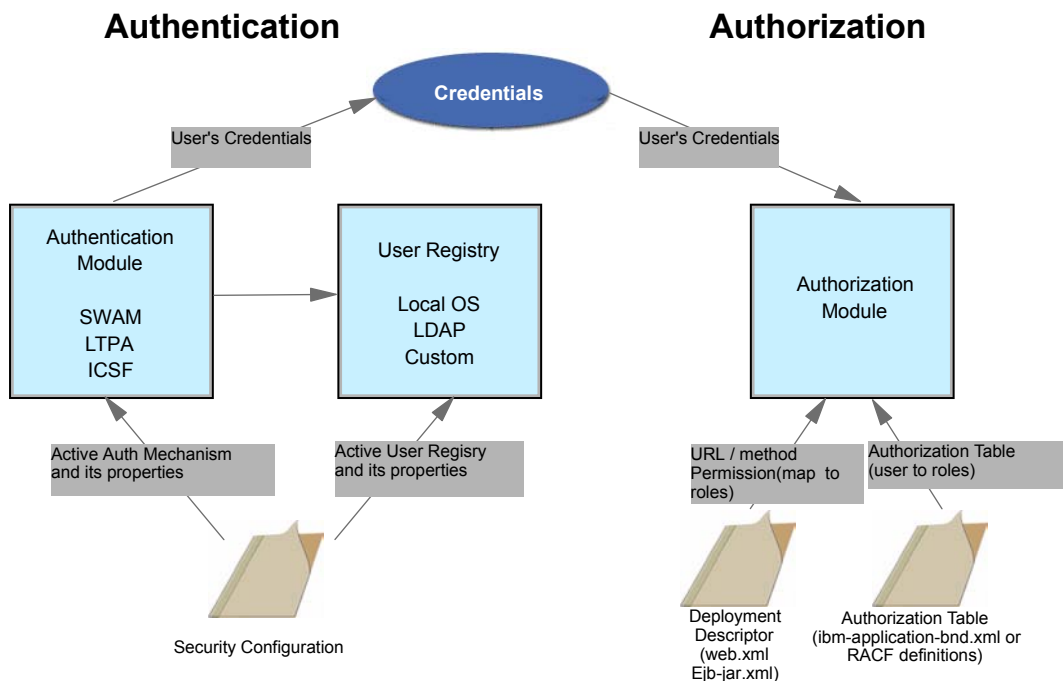 Authentication
Authorization
Credentials
User's Credentials
User's Credentials
Authentication
Module
SWAM
LTPA
ICSF
User Registry
Local OS
LDAP
Custom
Authorization
Module
Active Auth Mechanism
and its properties
Active User Regisry
and its properties
URL / method
Permission(map to
roles)
Authorization Table
(user to roles)
Security Configuration
Deployment
Descriptor
(web.xml
Ejb-jar.xml)
Authorization Table
(ibm-application-bnd.xml or
RACF definitions)